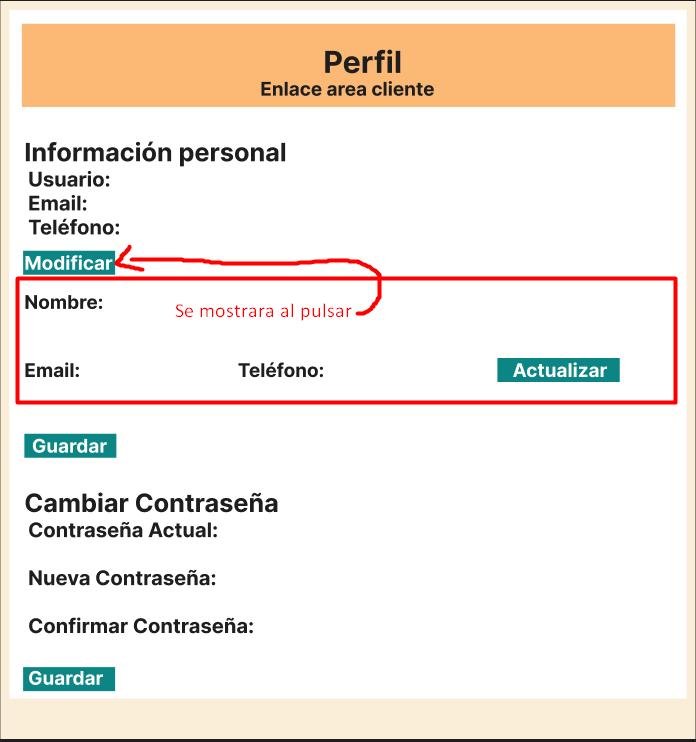 Perfil
Enlace area cliente
Información personal
Usuario:
Email:
Teléfono:
Modificar
Nombre:
Se mostrara al pulsar
Email: Teléfono: Actualizar
Guardar
Cambiar Contraseña
Contraseña Actual:
Nueva Contraseña:
Confirmar Contraseña:
Guardar